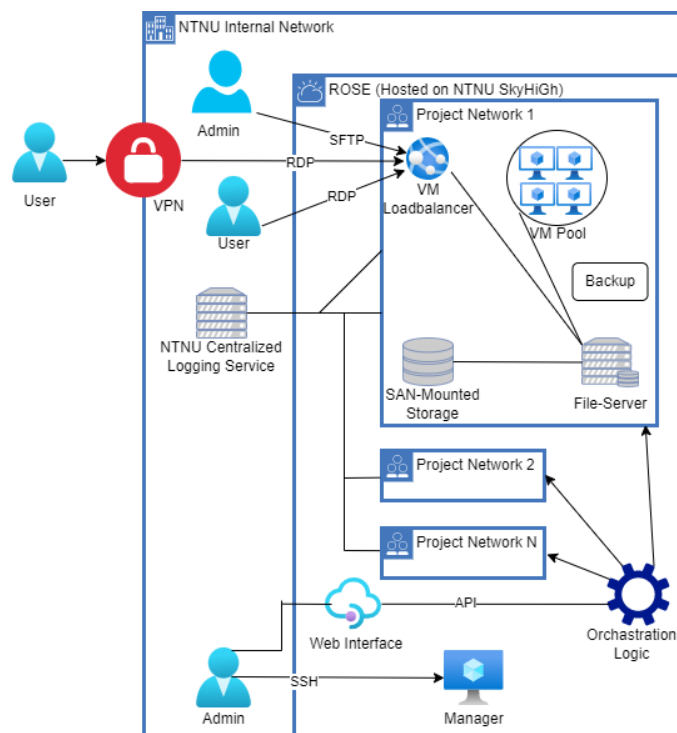 NTNU Internal Network
ROSE (Hosted on NTNU SkyHiGh)
Project Network 1
Admin
SFTP
User
VPN
RDP
VM
Loadbalancer
VM Pool
RDP
User
Backup
NTNU Centralized
Logging Service
SAN-Mounted
Storage
File-Server
Project Network 2
Project Network N
API
Web Interface
Orchastration
Logic
Admin
SSH
Manager